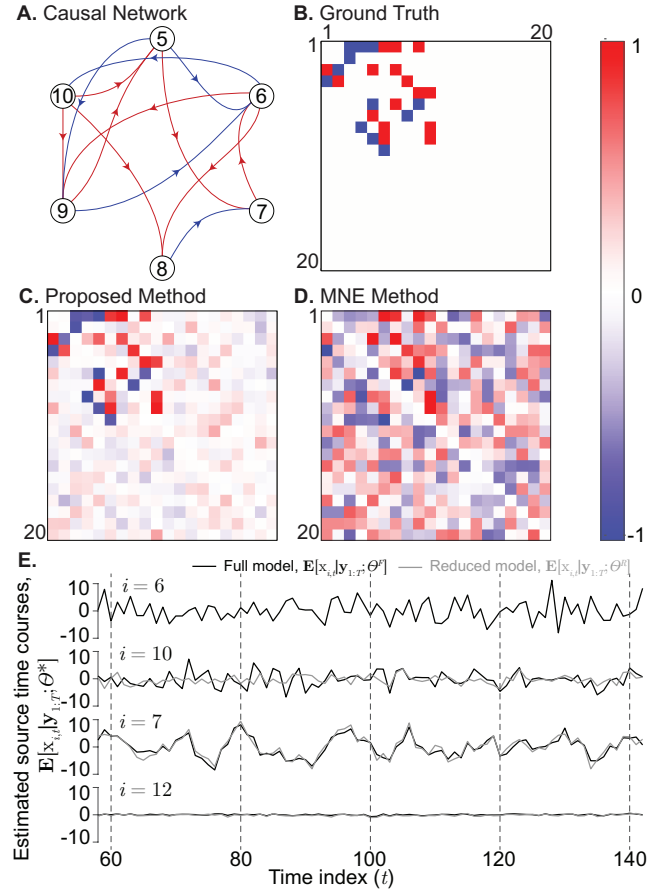 A. Causal Network
B. Ground Truth
5
10
6
9
7
8
1
20
20
1
0
-1
C. Proposed Method
D. MNE Method
1
20
1
20
E.
Full model, E[x_{i,t}|y_{1:T};Θ^F]
Reduced model, E[x_{i,t}|y_{1:T};Θ^R]
Estimated source time courses,
E[x_{i,t}|y_{1:T};Θ*]
10
0
-10
i = 6
10
0
-10
i = 10
10
0
-10
i = 7
10
0
-10
i = 12
60
80
100
120
140
Time index (t)